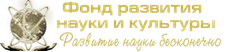 Фонд развития
науки и культуры
Развитие науки бесконечно